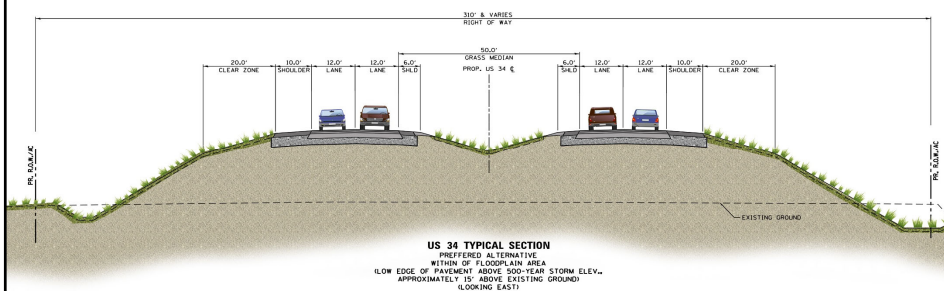 310' & VARIES
RIGHT OF WAY
50.0'
GRASS MEDIAN
PROP. US 34 ℄
20.0'
CLEAR ZONE
10.0'
SHOULDER
12.0'
LANE
12.0'
LANE
6.0'
SHLD
6.0'
SHLD
12.0'
LANE
12.0'
LANE
10.0'
SHOULDER
20.0'
CLEAR ZONE
PR. R.O.W./AC
PR. R.O.W./AC
EXISTING GROUND
US 34 TYPICAL SECTION
PREFFERED ALTERNATIVE
WITHIN OF FLOODPLAIN AREA
(LOW EDGE OF PAVEMENT ABOVE 500-YEAR STORM ELEV.,
APPROXIMATELY 15' ABOVE EXISTING GROUND)
(LOOKING EAST)